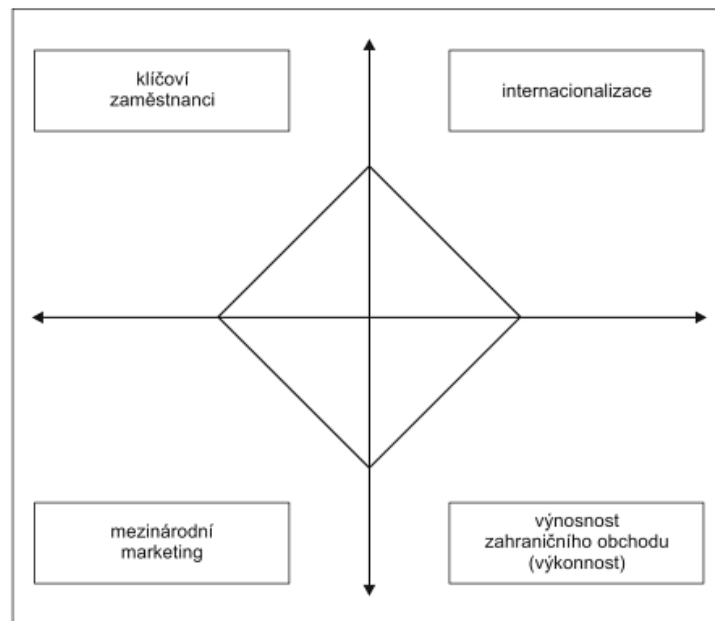 klíčoví
zaměstnanci
internacionalizace
mezinárodní
marketing
výnosnost
zahraničního obchodu
(výkonnost)